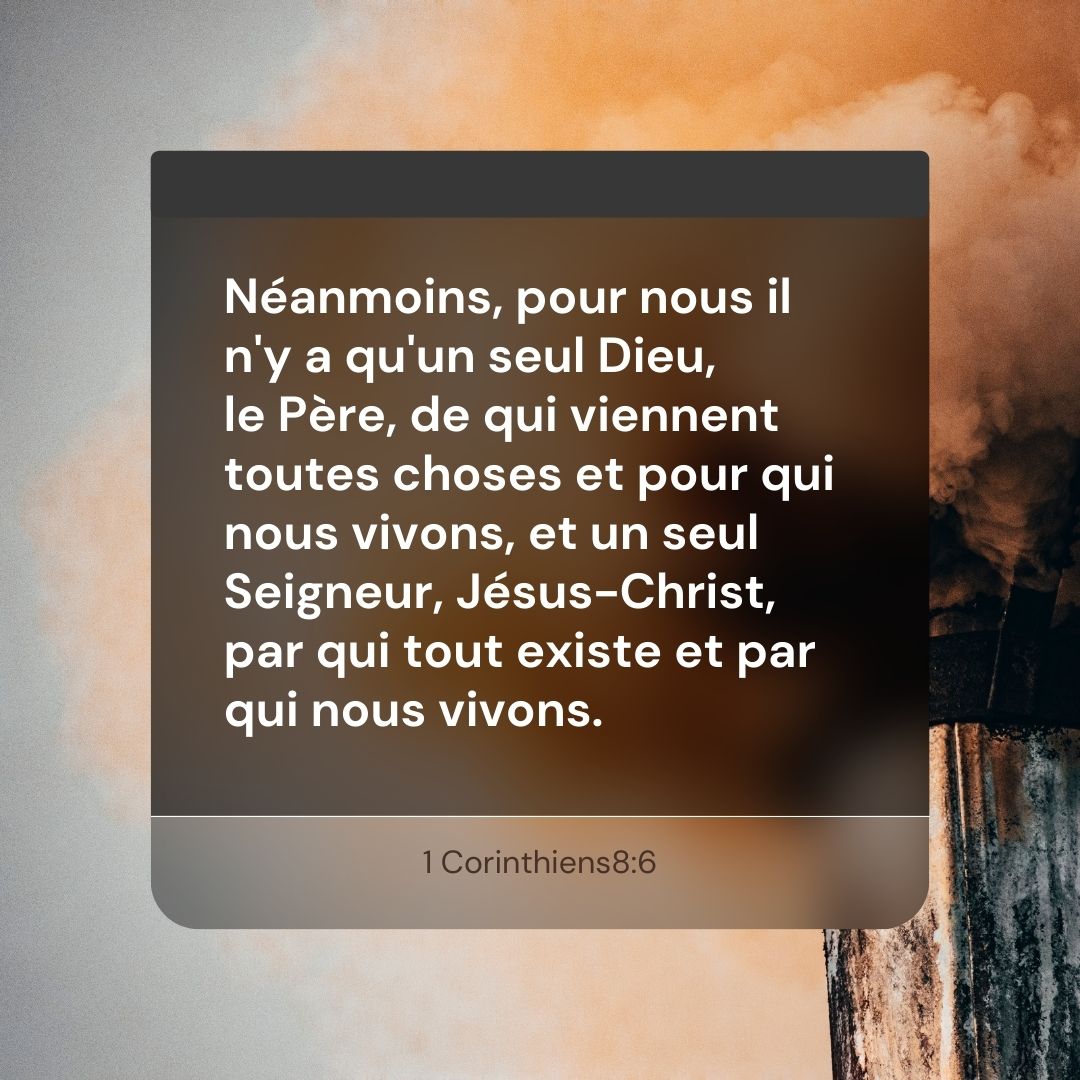 Néanmoins, pour nous il
n'y a qu'un seul Dieu,
le Père, de qui viennent
toutes choses et pour qui
nous vivons, et un seul
Seigneur, Jésus-Christ,
par qui tout existe et par
qui nous vivons.
1 Corinthiens8:6